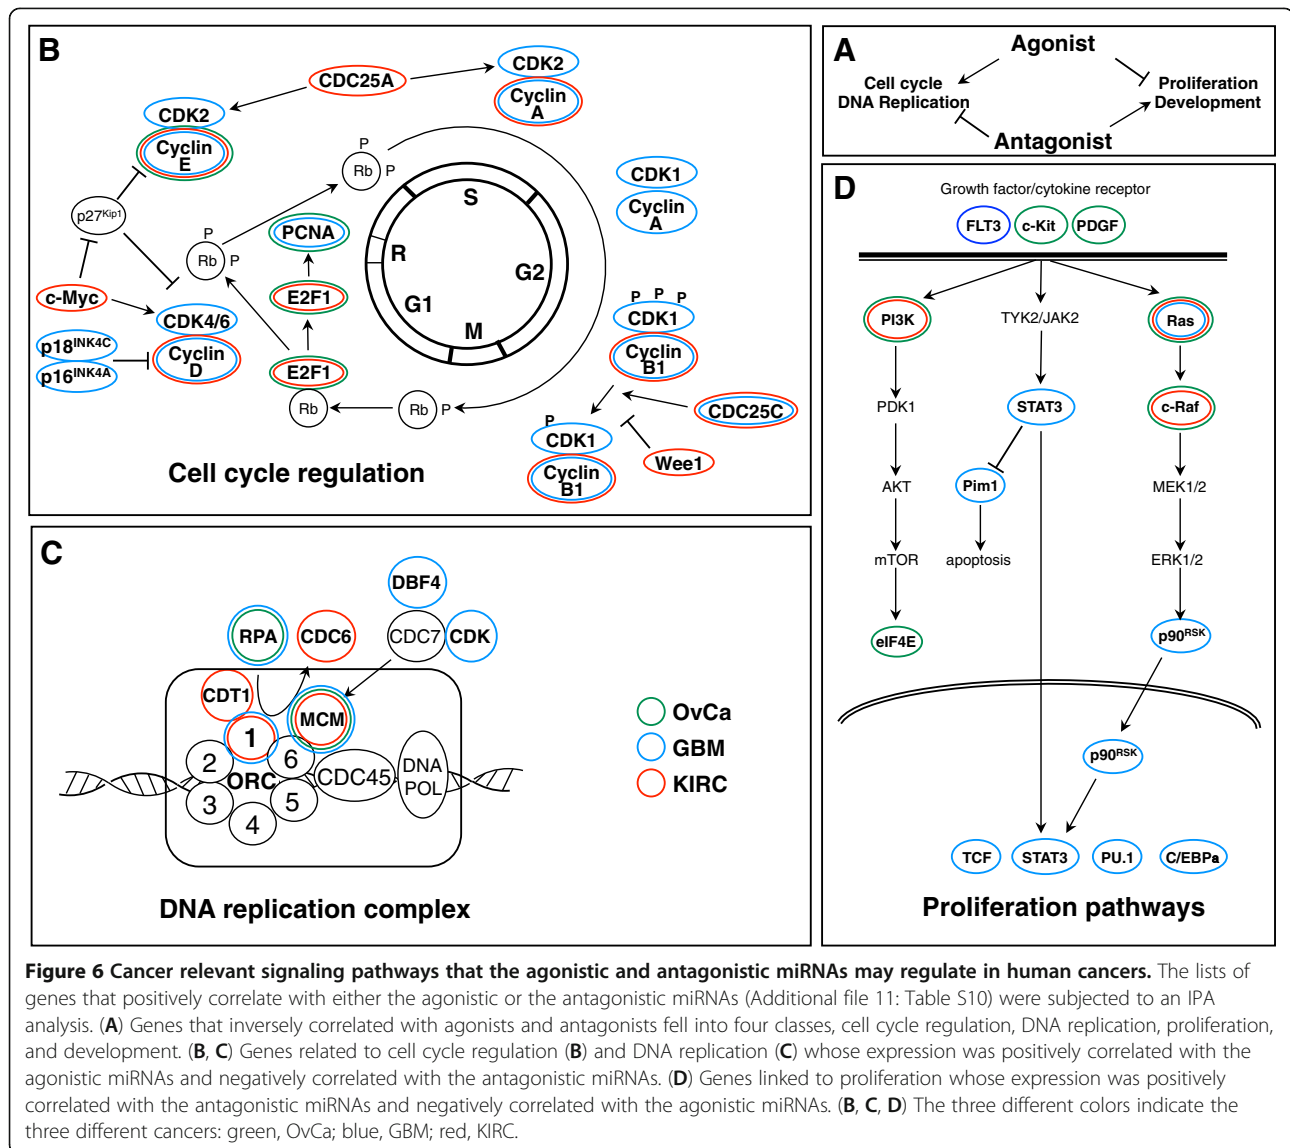 B
CDC25A
CDK2
Cyclin
A
CDK2
Cyclin
E
P
Rb P
p27Kip1
P
Rb P
c-Myc
CDK4/6
Cyclin
D
p18INK4C
p16INK4A
PCNA
E2F1
E2F1
Rb
Rb P
S
R
G2
G1
M
CDK1
Cyclin
A
P P P
CDK1
Cyclin
B1
CDC25C
P
CDK1
Cyclin
B1
Wee1
Cell cycle regulation
A
Agonist
Cell cycle
DNA Replication
Proliferation
Development
Antagonist
C
DBF4
RPA
CDC6
CDC7
CDK
CDT1
MCM
1
2
6
ORC
3
5
4
CDC45
DNA
POL
OvCa
GBM
KIRC
DNA replication complex
D
Growth factor/cytokine receptor
FLT3 c-Kit PDGF
PI3K
TYK2/JAK2
Ras
PDK1
STAT3
c-Raf
AKT
Pim1
MEK1/2
mTOR
apoptosis
ERK1/2
eIF4E
p90RSK
p90RSK
TCF STAT3 PU.1 C/EBPa
Proliferation pathways
Figure 6 Cancer relevant signaling pathways that the agonistic and antagonistic miRNAs may regulate in human cancers. The lists of
genes that positively correlate with either the agonistic or the antagonistic miRNAs (Additional file 11: Table S10) were subjected to an IPA
analysis. (A) Genes that inversely correlated with agonists and antagonists fell into four classes, cell cycle regulation, DNA replication, proliferation,
and development. (B, C) Genes related to cell cycle regulation (B) and DNA replication (C) whose expression was positively correlated with the
agonistic miRNAs and negatively correlated with the antagonistic miRNAs. (D) Genes linked to proliferation whose expression was positively
correlated with the antagonistic miRNAs and negatively correlated with the agonistic miRNAs. (B, C, D) The three different colors indicate the
three different cancers: green, OvCa; blue, GBM; red, KIRC.